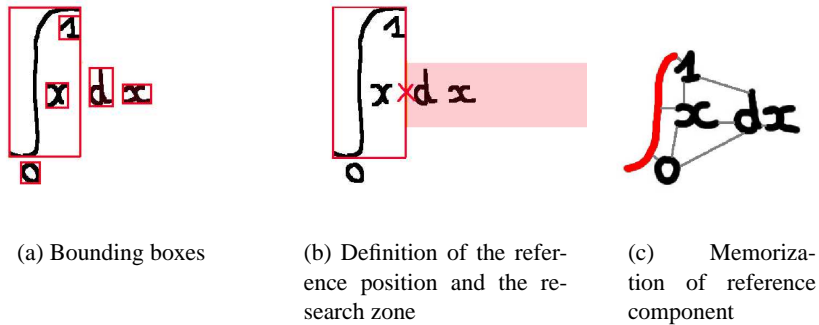 ∫ 1
x d x
0
∫ 1
x d x
0
∫ 1
x dx
0
(a) Bounding boxes
(b) Definition of the refer-
ence position and the re-
search zone
(c) Memoriza-
tion of reference
component